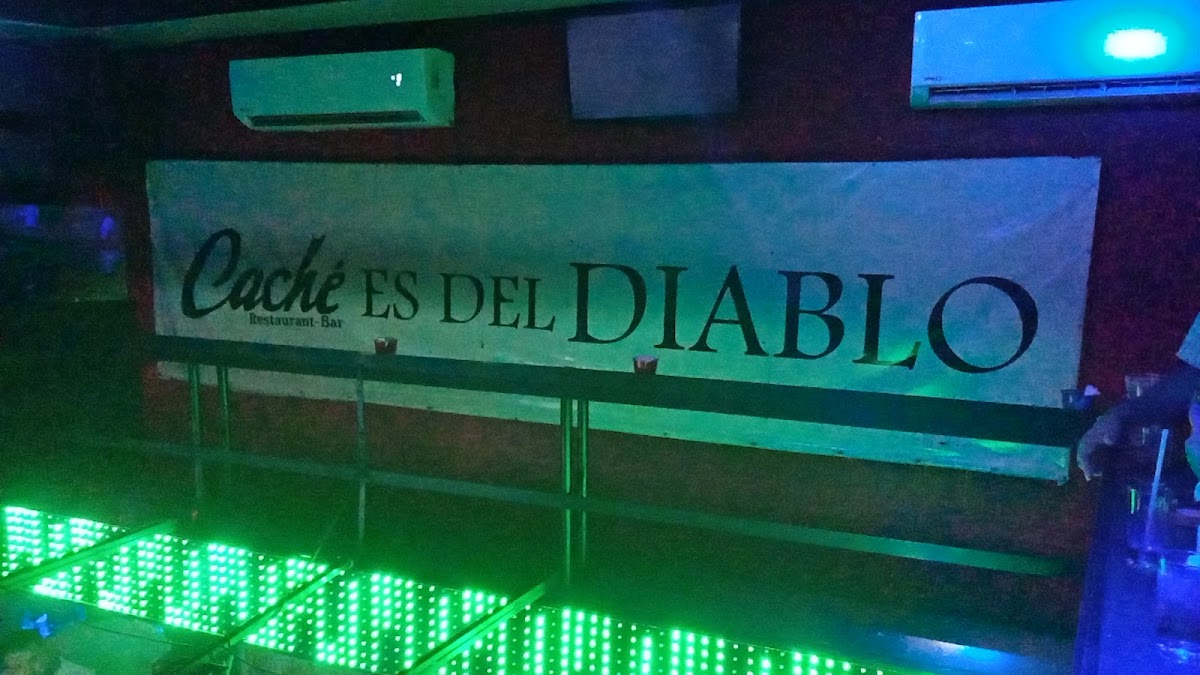 Caché ES DEL DIABLO
Restaurant-Bar